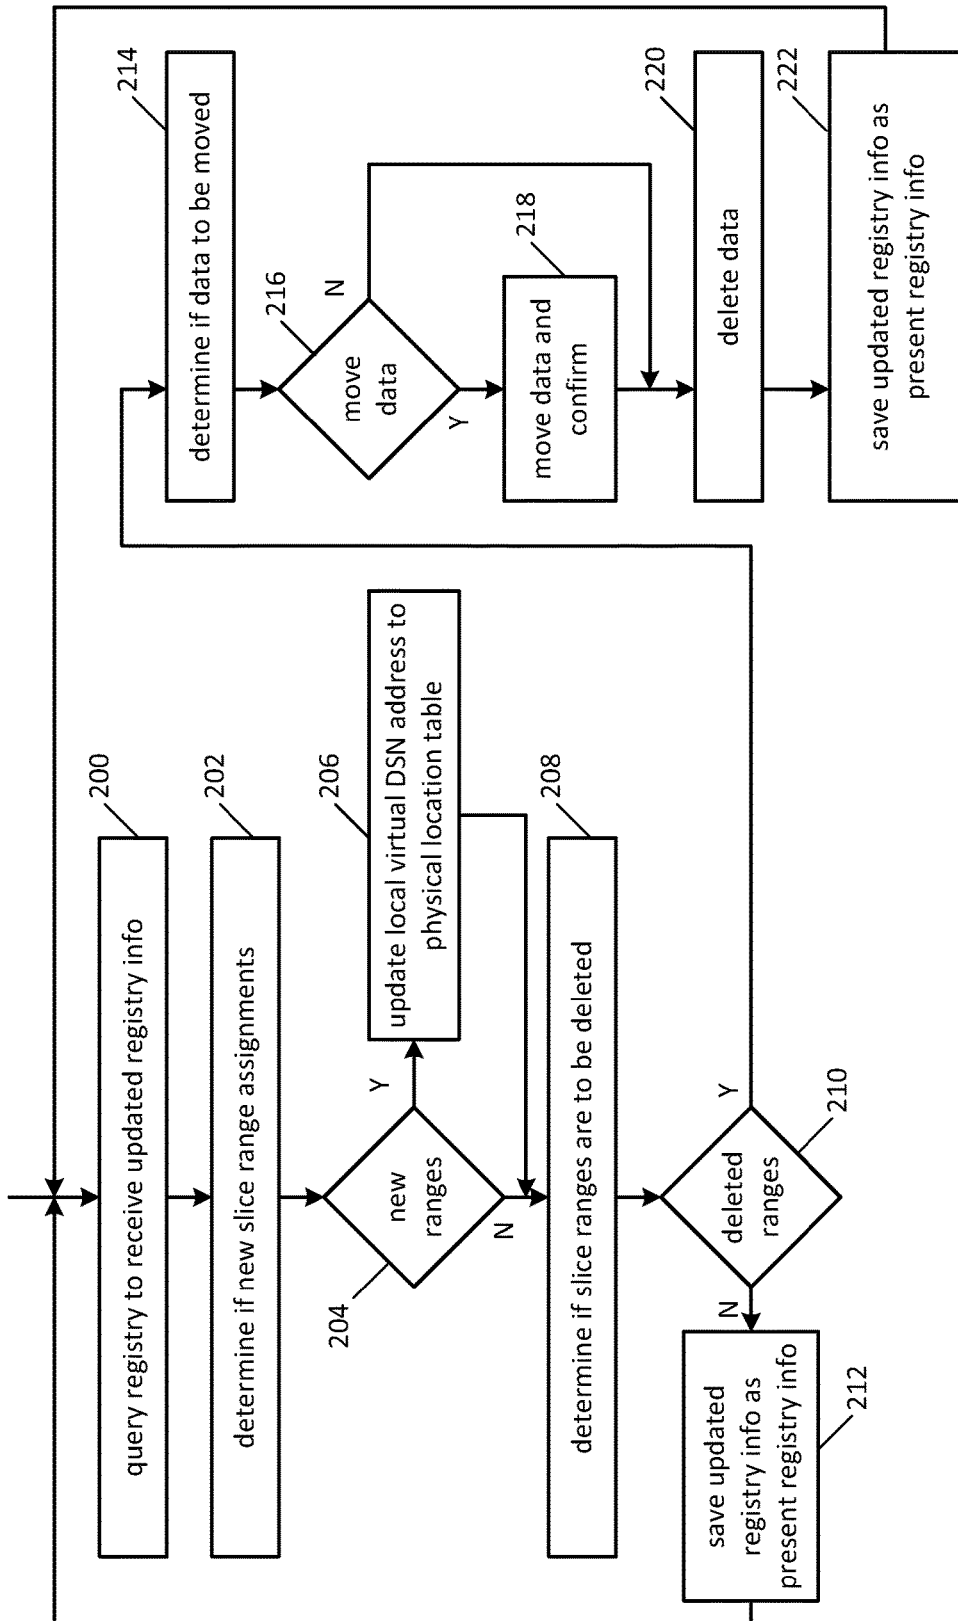 200
query registry to receive updated registry info
202
determine if new slice range assignments
204
new
ranges
Y
N
206
update local virtual DSN address to
physical location table
208
determine if slice ranges are to be deleted
210
deleted
ranges
N
Y
212
save updated
registry info as
present registry info
214
determine if data to be moved
216
move
data
N
Y
218
move data and
confirm
220
delete data
222
save updated registry info as
present registry info